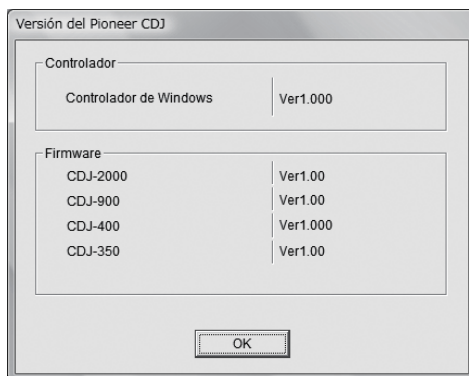 Versión del Pioneer CDJ
Controlador
Controlador de Windows Ver1.000
Firmware
CDJ-2000 Ver1.00
CDJ-900 Ver1.00
CDJ-400 Ver1.000
CDJ-350 Ver1.00
OK